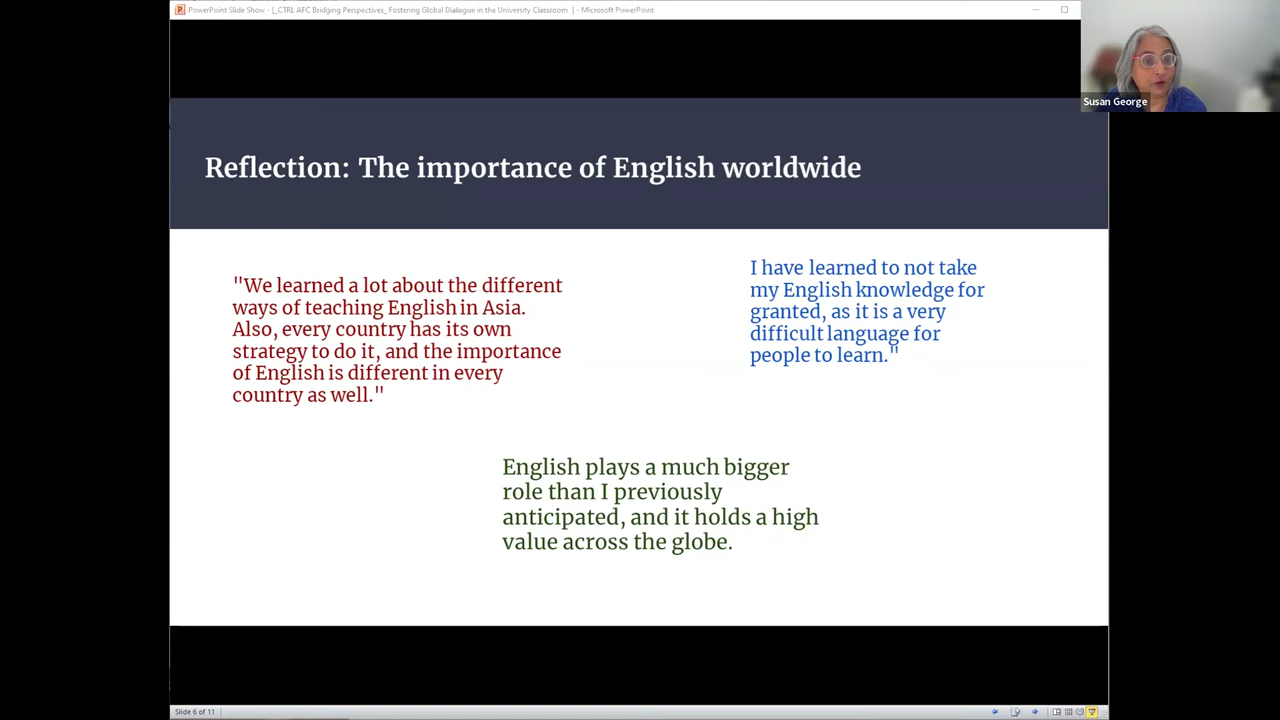 PowerPoint Slide Show - [_CTRL AFC Bridging Perspectives_ Fostering Global Dialogue in the University Classroom ] - Microsoft PowerPoint
Susan George
Reflection: The importance of English worldwide
"We learned a lot about the different
ways of teaching English in Asia.
Also, every country has its own
strategy to do it, and the importance
of English is different in every
country as well."
I have learned to not take
my English knowledge for
granted, as it is a very
difficult language for
people to learn."
English plays a much bigger
role than I previously
anticipated, and it holds a high
value across the globe.
Slide 6 of 11